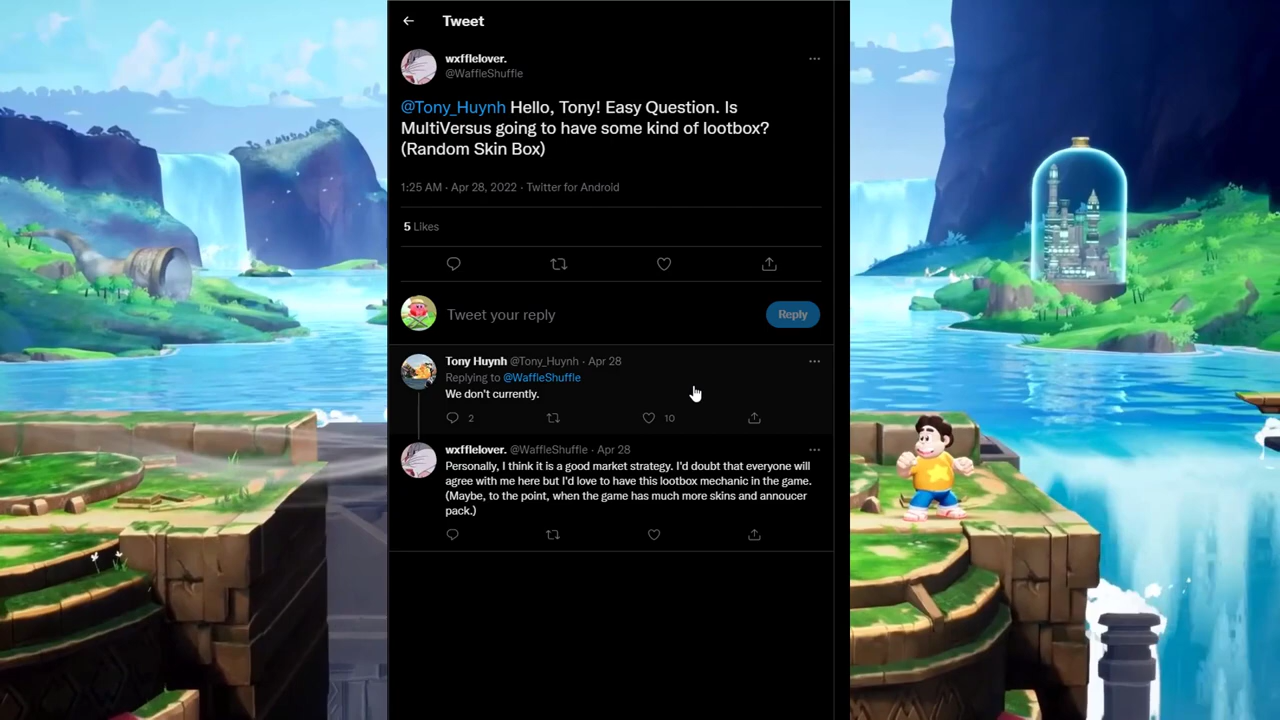 Tweet
wxfflelover.
@WaffleShuffle
@Tony_Huynh Hello, Tony! Easy Question. Is
MultiVersus going to have some kind of lootbox?
(Random Skin Box)
1:25 AM · Apr 28, 2022 · Twitter for Android
5 Likes
Tweet your reply
Reply
Tony Huynh @Tony_Huynh · Apr 28
Replying to @WaffleShuffle
We don't currently.
2
10
wxfflelover. @WaffleShuffle · Apr 28
Personally, I think it is a good market strategy. I'd doubt that everyone will
agree with me here but I'd love to have this lootbox mechanic in the game.
(Maybe, to the point, when the game has much more skins and annoucer
pack.)